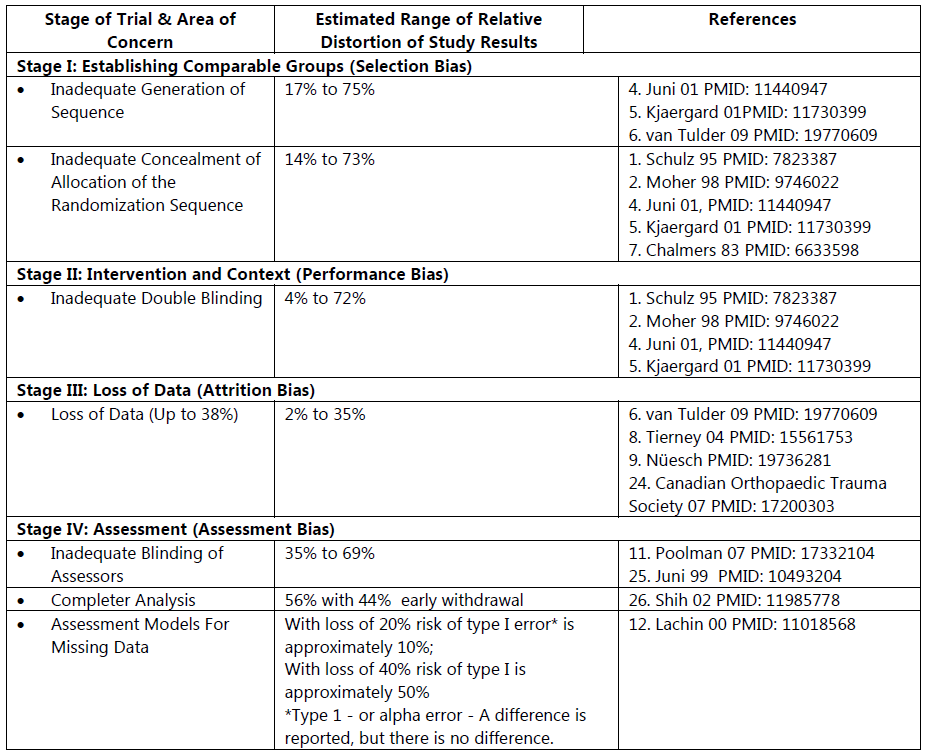 Stage of Trial & Area of Concern
Estimated Range of Relative Distortion of Study Results
References
Stage I: Establishing Comparable Groups (Selection Bias)
• Inadequate Generation of
Sequence
17% to 75%
4. Juni 01 PMID: 11440947
5. Kjaergard 01PMID: 11730399
6. van Tulder 09 PMID: 19770609
• Inadequate Concealment of
Allocation of the
Randomization Sequence
14% to 73%
1. Schulz 95 PMID: 7823387
2. Moher 98 PMID: 9746022
4. Juni 01, PMID: 11440947
5. Kjaergard 01 PMID: 11730399
7. Chalmers 83 PMID: 6633598
Stage II: Intervention and Context (Performance Bias)
• Inadequate Double Blinding
4% to 72%
1. Schulz 95 PMID: 7823387
2. Moher 98 PMID: 9746022
4. Juni 01, PMID: 11440947
5. Kjaergard 01 PMID: 11730399
Stage III: Loss of Data (Attrition Bias)
• Loss of Data (Up to 38%)
2% to 35%
6. van Tulder 09 PMID: 19770609
8. Tierney 04 PMID: 15561753
9. Nüesch PMID: 19736281
24. Canadian Orthopaedic Trauma
Society 07 PMID: 17200303
Stage IV: Assessment (Assessment Bias)
• Inadequate Blinding of
Assessors
35% to 69%
11. Poolman 07 PMID: 17332104
25. Juni 99  PMID: 10493204
• Completer Analysis
56% with 44%  early withdrawal
26. Shih 02 PMID: 11985778
• Assessment Models For
Missing Data
With loss of 20% risk of type I error* is
approximately 10%;
With loss of 40% risk of type I is
approximately 50%
*Type 1 - or alpha error - A difference is
reported, but there is no difference.
12. Lachin 00 PMID: 11018568